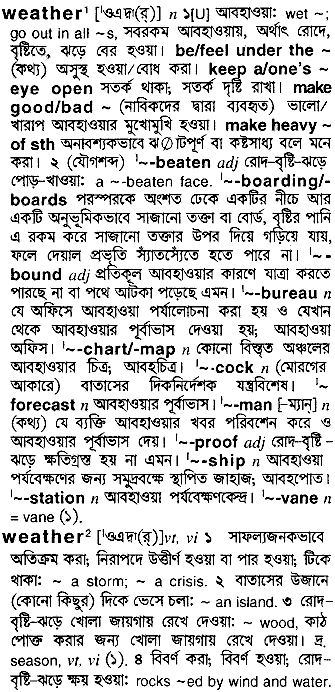 weather¹ [ওএদা(র্)] n ১[U] আবহাওয়া: wet ~;
go out in all ~s, সবরকম আবহাওয়ায়, অর্থাৎ রোদে,
বৃষ্টিতে, ঝড়ে বের হওয়া। be/feel under the ~
(কথ্য) অসুস্থ হওয়া/বোধ করা। keep a/one's ~
eye open সতর্ক থাকা; সতর্ক দৃষ্টি রাখা। make
good/bad ~ (নাবিকদের দ্বারা ব্যবহৃত) ভালো/
খারাপ আবহাওয়ার মুখোমুখি হওয়া। make heavy ~
of sth অনাবশ্যকভাবে ঝ াটপূর্ণ বা কষ্টসাধ্য বলে মনে
করা। ২ (যৌগশব্দ) ˈ~-beaten adj রোদ-বৃষ্টি-ঝড়ে
পোড়-খাওয়া: a ~-beaten face. ˈ~-boarding/-
boards পরস্পরকে অংশত ঢেকে একটির নীচে আর
একটি অনুভূমিকভাবে সাজানো তক্তা বা বোর্ড, বৃষ্টির পানি
এ রকম করে সাজানো তক্তার উপর দিয়ে গড়িয়ে যায়,
ফলে দেয়াল প্রভৃতি স্যাঁতস্যেঁতে হতে পারে না। ˈ~-
bound adj প্রতিকূল আবহাওয়ার কারণে যাত্রা করতে
পারছে না বা পথে আটকা পড়েছে এমন। ˈ~-bureau n
যে অফিসে আবহাওয়া পর্যালোচনা করা হয় ও যেখান
থেকে আবহাওয়ার পূর্বাভাস দেওয়া হয়; আবহাওয়া
অফিস। ˈ~-chart/-map n কোনো বিস্তৃত অঞ্চলের
আবহাওয়ার চিত্র; আবহচিত্র। ˈ~-cock n (মোরগের
আকারে) বাতাসের দিকনির্দেশক যন্ত্রবিশেষ। ˈ~
forecast n আবহাওয়ার পূর্বাভাস। ˈ~-man [-ম্যান্] n
(কথ্য) যে ব্যক্তি আবহাওয়ার খবর পরিবেশন করে ও
আবহাওয়ার পূর্বাভাস দেয়। ˈ~-proof adj রোদ-বৃষ্টি-
ঝড়ে ক্ষতিগ্রস্ত হয় না এমন। ˈ~-ship n আবহাওয়া
পর্যবেক্ষণের জন্য সমুদ্রবক্ষে স্থাপিত জাহাজ; আবহপোত।
ˈ~-station n আবহাওয়া পর্যবেক্ষণকেন্দ্র। ˈ~-vane n
= vane (১).
weather² [ˈওএদা(র্)]vt, vi ১ সাফল্যজনকভাবে
অতিক্রম করা; নিরাপদে উত্তীর্ণ হওয়া বা পার হওয়া; টিকে
থাকা: ~ a storm; ~ a crisis. ২ বাতাসের উজানে
(কোনো কিছুর) দিকে ভেসে চলা: ~ an island. ৩ রোদ-
বৃষ্টি-ঝড়ে খোলা জায়গায় রেখে দেওয়া: ~ wood, কাঠ
পোক্ত করার জন্য খোলা জায়গায় রেখে দেওয়া। দ্র.
season, vt, vi (১). ৪ বিবর্ণ করা; বিবর্ণ হওয়া; রোদ-
বৃষ্টি-ঝড়ে ক্ষয় হওয়া: rocks ~ed by wind and water.